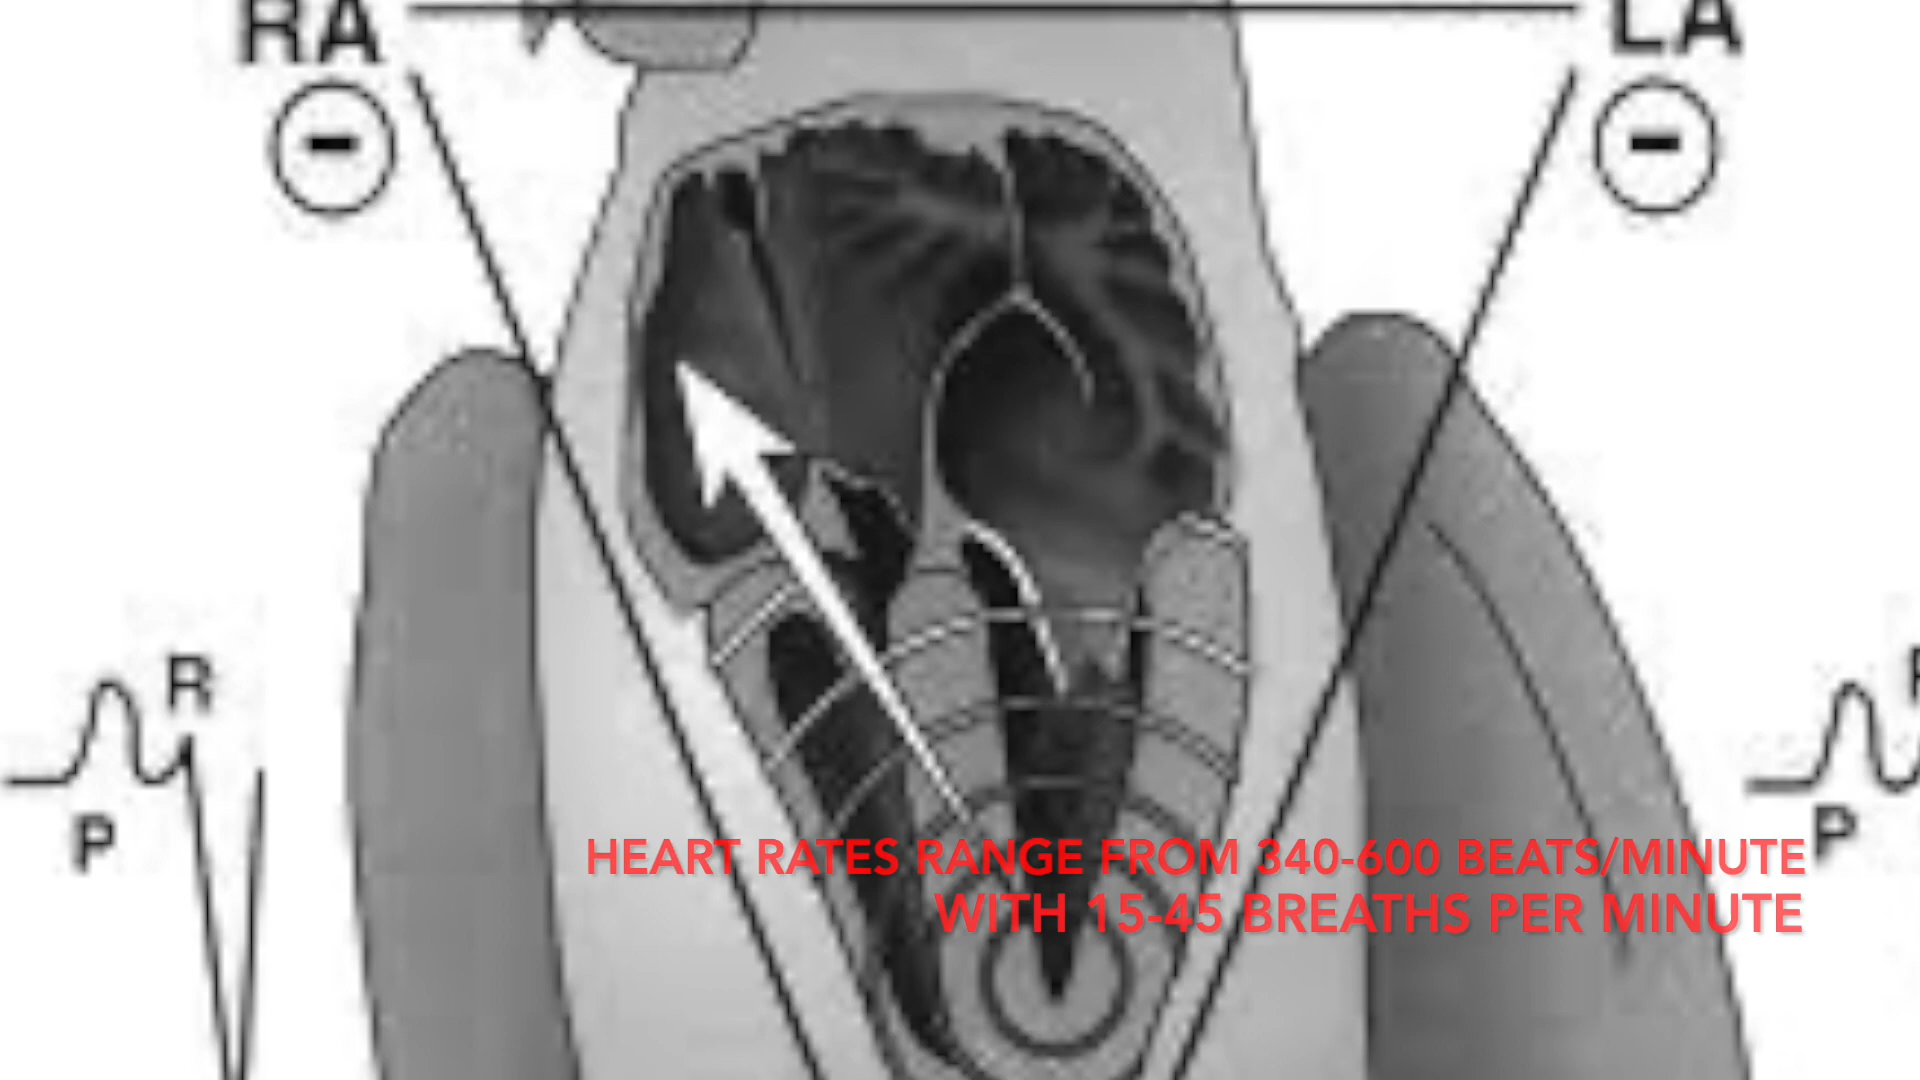 RA
LA
R
P
P
HEART RATES RANGE FROM 340-600 BEATS/MINUTE
WITH 15-45 BREATHS PER MINUTE